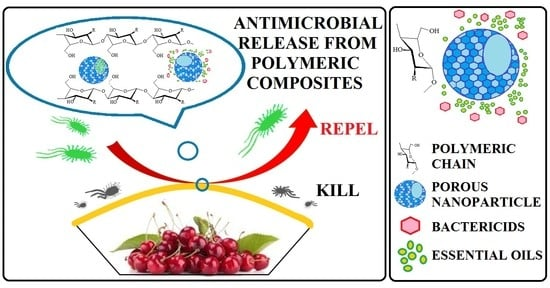 ANTIMICROBIAL
RELEASE FROM
POLYMERIC
COMPOSITES
REPEL
KILL
POLYMERIC
CHAIN
POROUS
NANOPARTICLE
BACTERICIDS
ESSENTIAL OILS